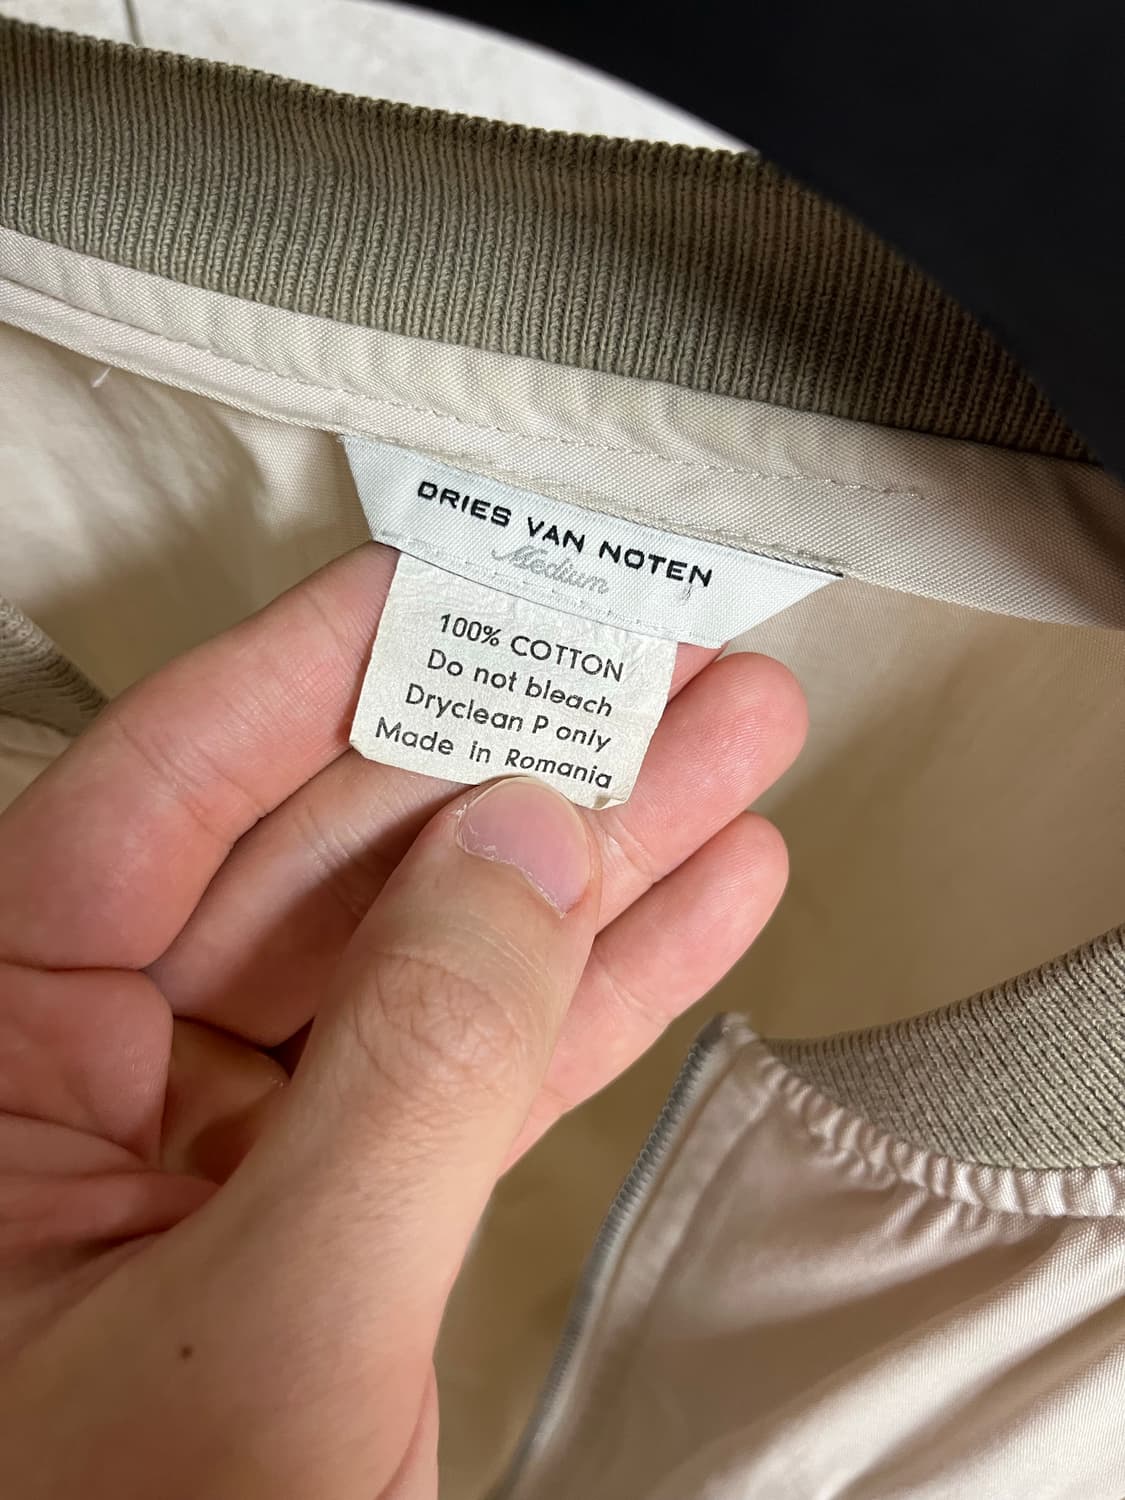 DRIES VAN NOTEN
Medium
100% COTTON
Do not bleach
Dryclean P only
Made in Romania